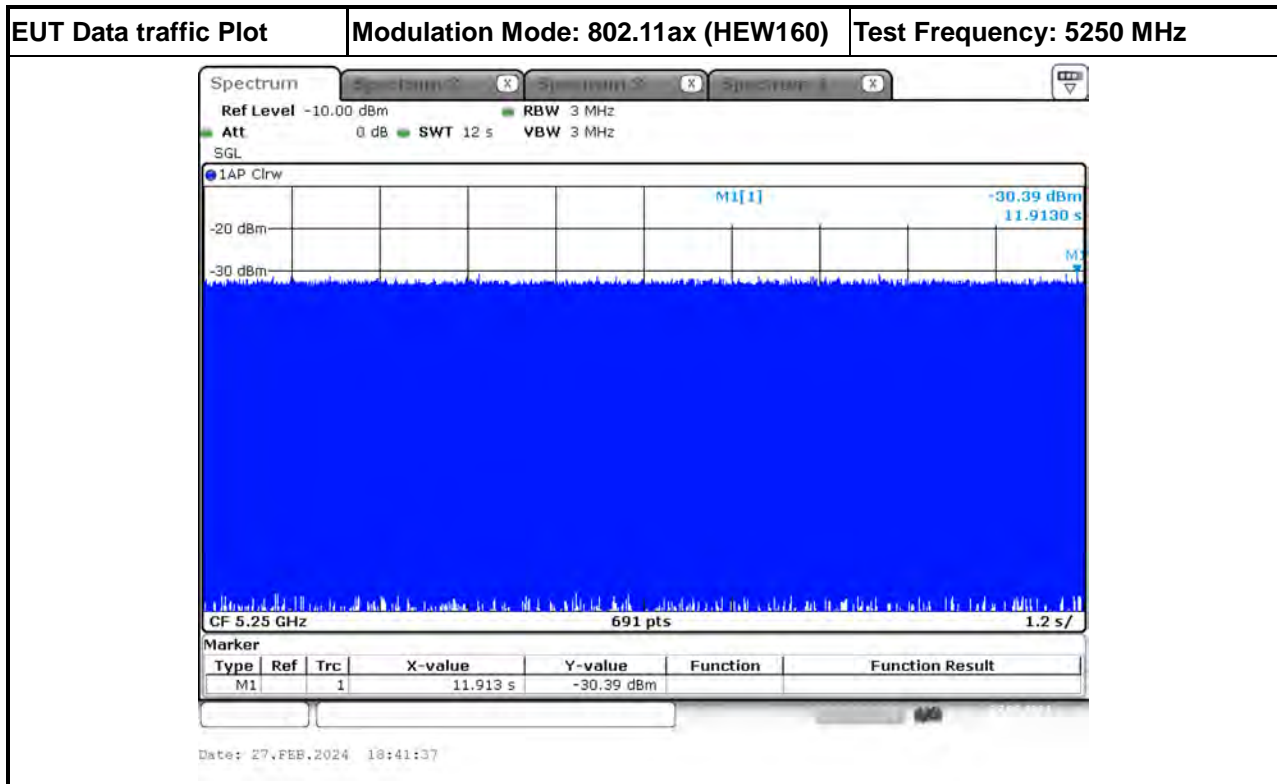 EUT Data traffic Plot Modulation Mode: 802.11ax (HEW160) Test Frequency: 5250 MHz
Spectrum Spectrum 2 X Spectrum 3 X X
Ref Level -10.00 dBm RBW 3 MHz
Att 0 dB SWT 12 s VBW 3 MHz
SGL
1AP Clrw
M1[1] -30.39 dBm
11.9130 s
-20 dBm
M1
-30 dBm
CF 5.25 GHz 691 pts 1.2 s/
Marker
Type Ref Trc X-value Y-value Function Function Result
M1 1 11.913 s -30.39 dBm
Date: 27.FEB.2024 18:41:37